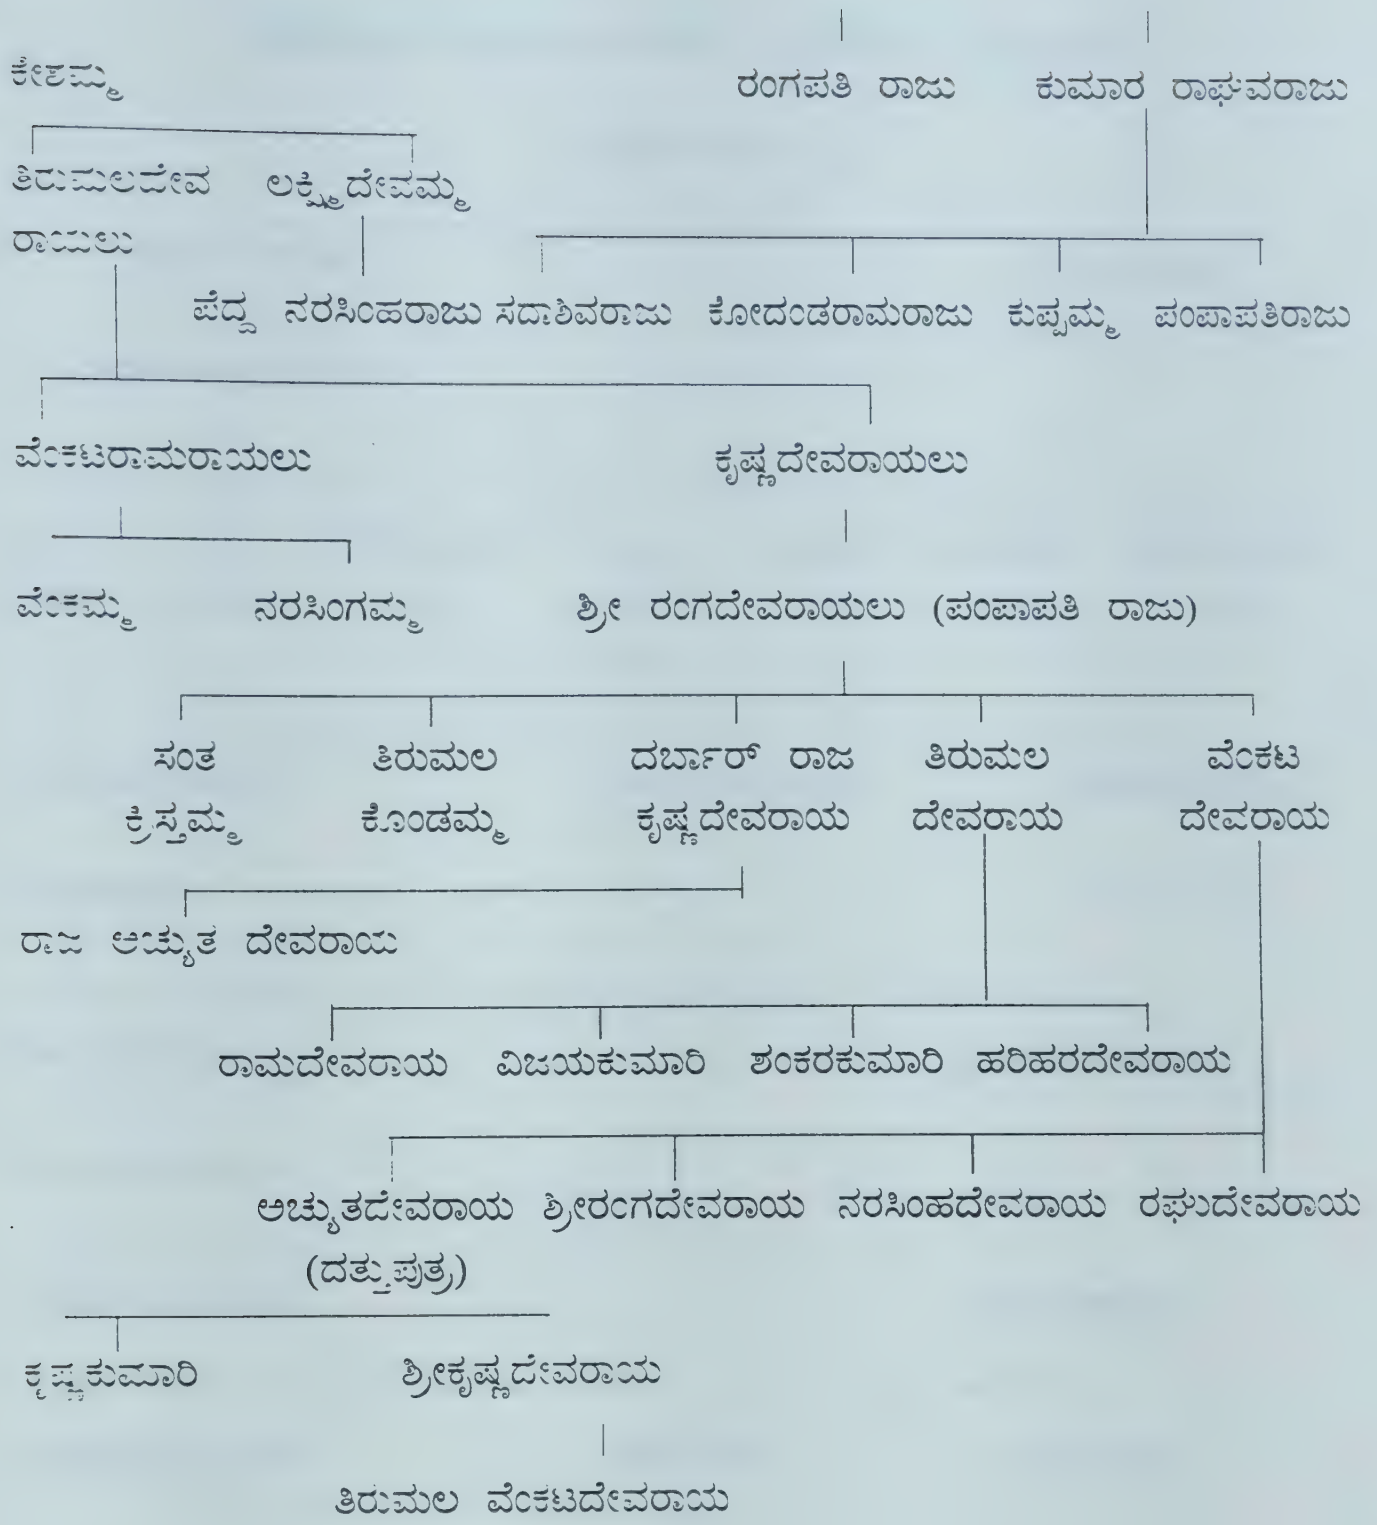 ರಂಗಪತಿ ರಾಜು ಕುಮಾರ ರಾಘವರಾಜು
ಕೇಶಮ್ಮ
ತಿರುಮಲದೇವ ಲಕ್ಷ್ಮಿದೇವಮ್ಮ
ರಾಯಲು
ಪೆದ್ದ ನರಸಿಂಹರಾಜು ಸದಾಶಿವರಾಜು ಕೋದಂಡರಾಮರಾಜು ಕುಪ್ಪಮ್ಮ ಪಂಪಾಪತಿರಾಜು
ವೆಂಕಟರಾಮರಾಯಲು ಕೃಷ್ಣದೇವರಾಯಲು
ವೆಂಕಮ್ಮ ನರಸಿಂಗಮ್ಮ ಶ್ರೀ ರಂಗದೇವರಾಯಲು (ಪಂಪಾಪತಿ ರಾಜು)
ಸಂತ ತಿರುಮಲ ದರ್ಬಾರ್ ರಾಜ ತಿರುಮಲ ವೆಂಕಟ
ಕ್ರಿಸ್ತಮ್ಮ ಕೊಂಡಮ್ಮ ಕೃಷ್ಣದೇವರಾಯ ದೇವರಾಯ ದೇವರಾಯ
ರಾಜ ಅಚ್ಯುತ ದೇವರಾಯ
ರಾಮದೇವರಾಯ ವಿಜಯಕುಮಾರಿ ಶಂಕರಕುಮಾರಿ ಹರಿಹರದೇವರಾಯ
ಅಚ್ಯುತದೇವರಾಯ ಶ್ರೀರಂಗದೇವರಾಯ ನರಸಿಂಹದೇವರಾಯ ರಘುದೇವರಾಯ
(ದತ್ತುಪುತ್ರ)
ಕೃಷ್ಣಕುಮಾರಿ ಶ್ರೀಕೃಷ್ಣದೇವರಾಯ
ತಿರುಮಲ ವೆಂಕಟದೇವರಾಯ